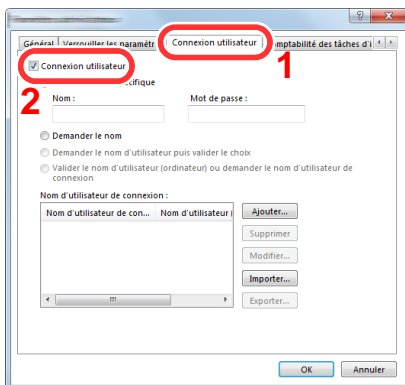 Général Verrouiller les paramètr Connexion utilisateur mptabilité des tâches d'i
1
Connexion utilisateur
2
cifique
Nom :
Mot de passe :
Demander le nom
Demander le nom d'utilisateur puis valider le choix
Valider le nom d'utilisateur (ordinateur) ou demander le nom d'utilisateur de
connexion
Nom d'utilisateur de connexion :
Nom d'utilisateur de con... Nom d'utilisateur (
Ajouter...
Supprimer
Modifier...
Importer...
Exporter...
OK Annuler